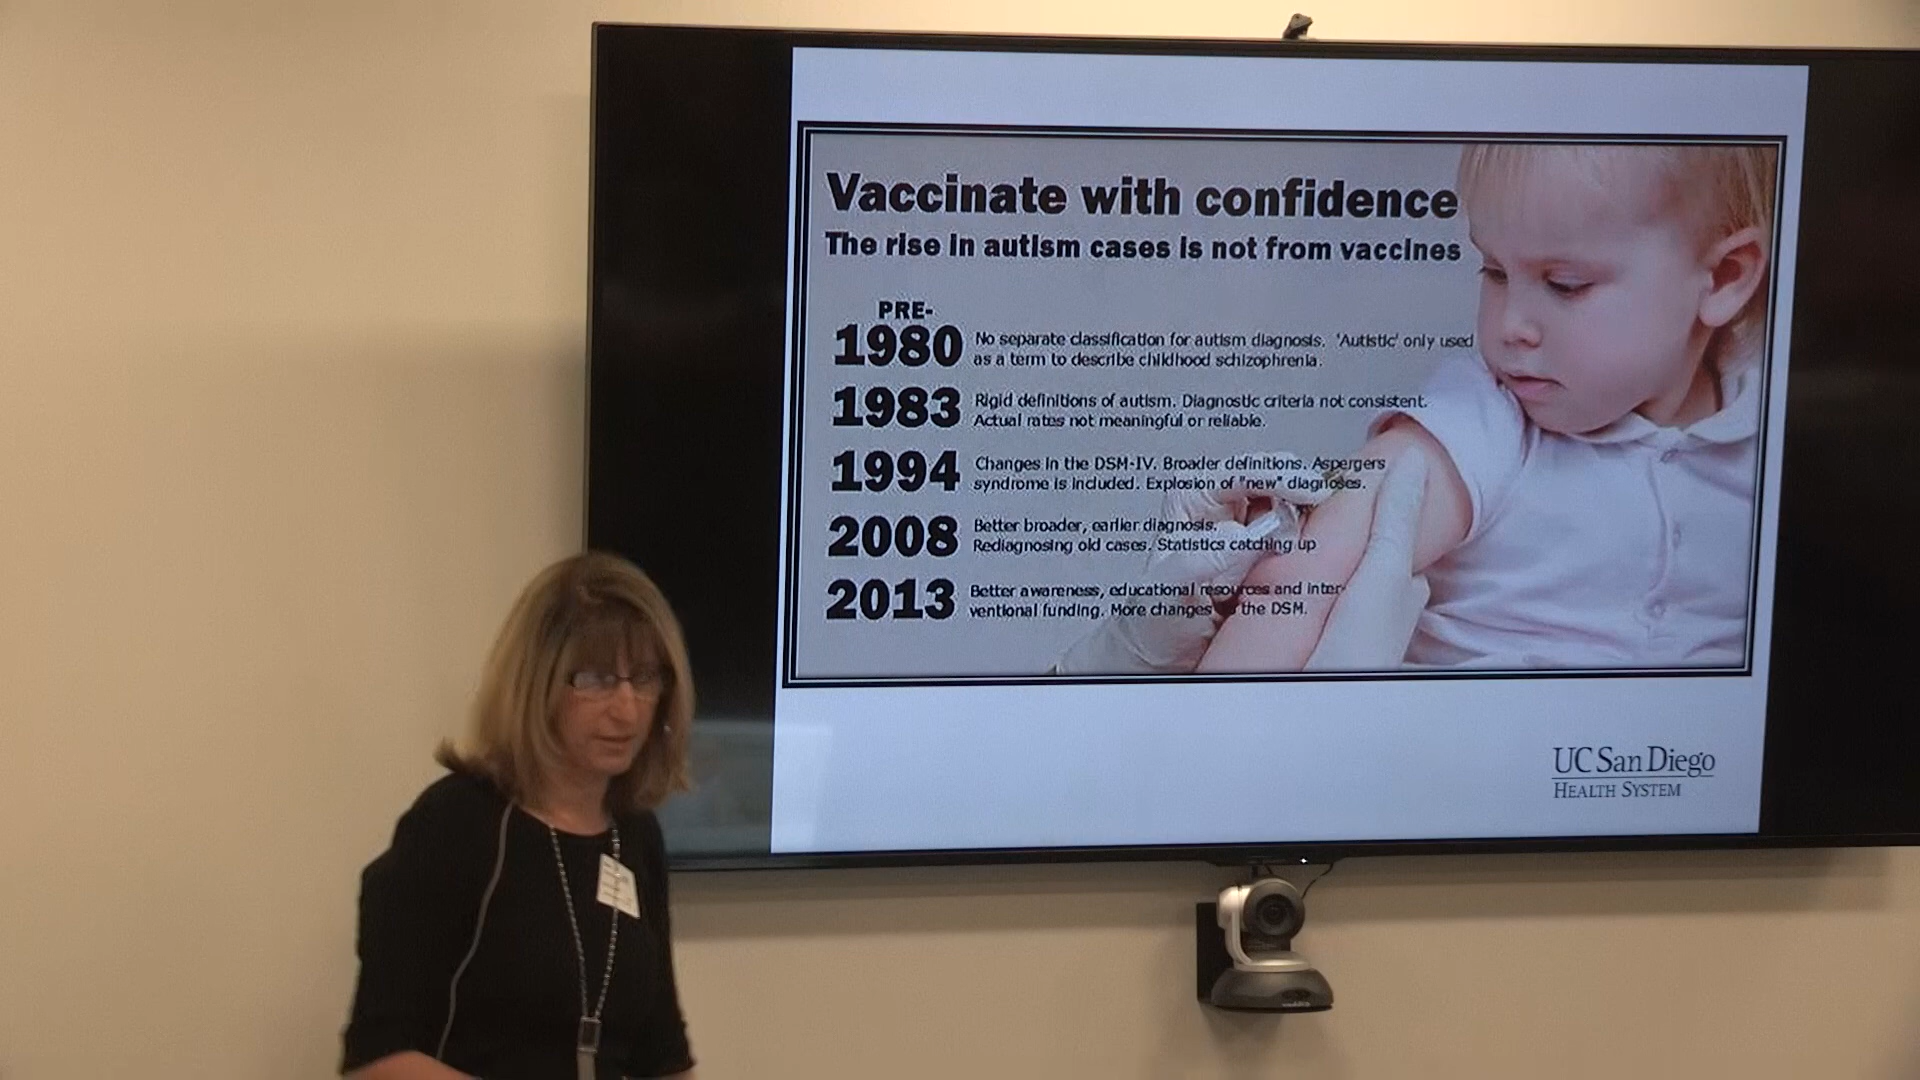 Vaccinate with confidence
The rise in autism cases is not from vaccines
PRE-
1980
No separate classification for autism diagnosis. 'Autistic' only used
as a term to describe childhood schizophrenia.
1983
Rigid definitions of autism. Diagnostic criteria not consistent.
Actual rates not meaningful or reliable.
1994
Changes in the DSM-IV. Broader definitions. Aspergers
syndrome is included. Explosion of "new" diagnoses.
2008
Better broader, earlier diagnosis.
Rediagnosing old cases. Statistics catching up
2013
Better awareness, educational resources and inter-
ventional funding. More changes the DSM.
UC San Diego
HEALTH SYSTEM